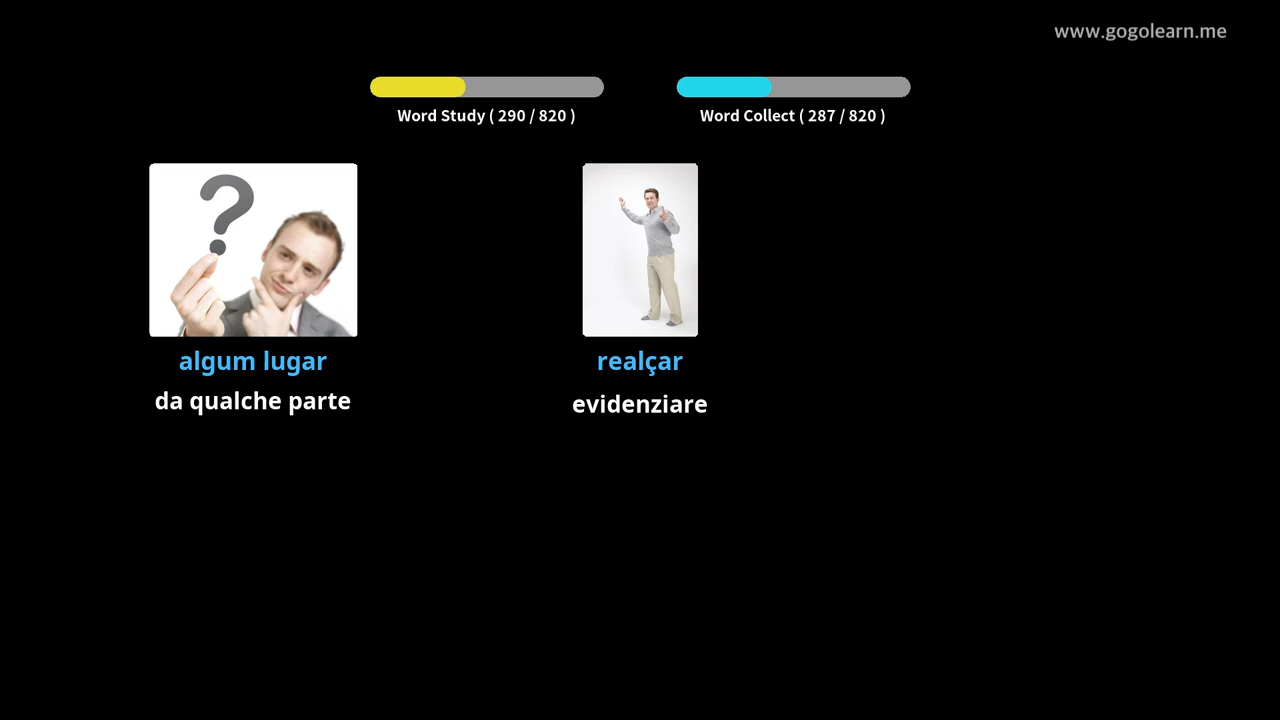 www.gogolearn.me
Word Study ( 290 / 820 )
Word Collect ( 287 / 820 )
algum lugar
da qualche parte
realçar
evidenziare